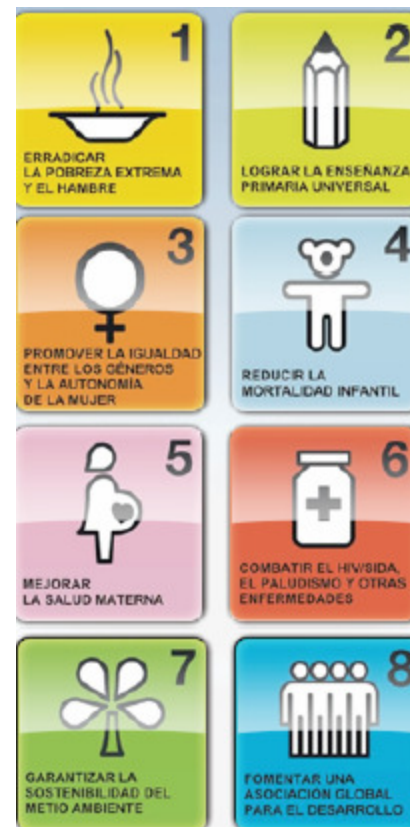 1
ERRADICAR
LA POBREZA EXTREMA
Y EL HAMBRE
2
LOGRAR LA ENSEÑANZA
PRIMARIA UNIVERSAL
3
PROMOVER LA IGUALDAD
ENTRE LOS GÉNEROS
Y LA AUTONOMÍA
DE LA MUJER
4
REDUCIR LA
MORTALIDAD INFANTIL
5
MEJORAR
LA SALUD MATERNA
6
COMBATIR EL HIV/SIDA,
EL PALUDISMO Y OTRAS
ENFERMEDADES
7
GARANTIZAR LA
SOSTENIBILIDAD DEL
METIO AMBIENTE
8
FOMENTAR UNA
ASOCIACION GLOBAL
PARA EL DESARROLLO